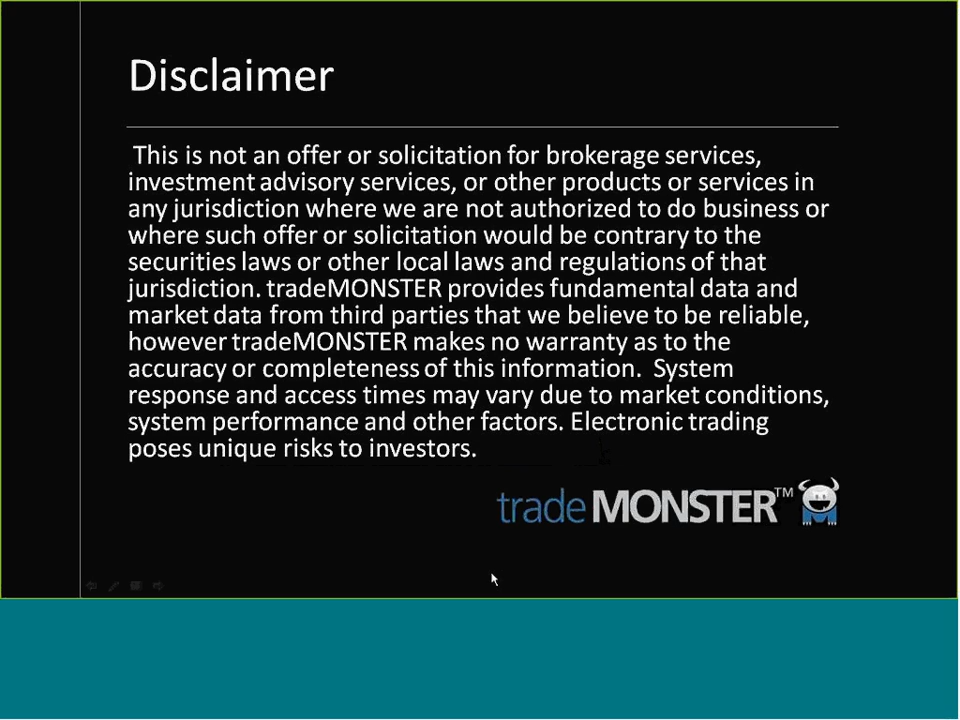 Disclaimer
This is not an offer or solicitation for brokerage services,
investment advisory services, or other products or services in
any jurisdiction where we are not authorized to do business or
where such offer or solicitation would be contrary to the
securities laws or other local laws and regulations of that
jurisdiction. tradeMONSTER provides fundamental data and
market data from third parties that we believe to be reliable,
however tradeMONSTER makes no warranty as to the
accuracy or completeness of this information.  System
response and access times may vary due to market conditions,
system performance and other factors. Electronic trading
poses unique risks to investors.
trade MONSTER™